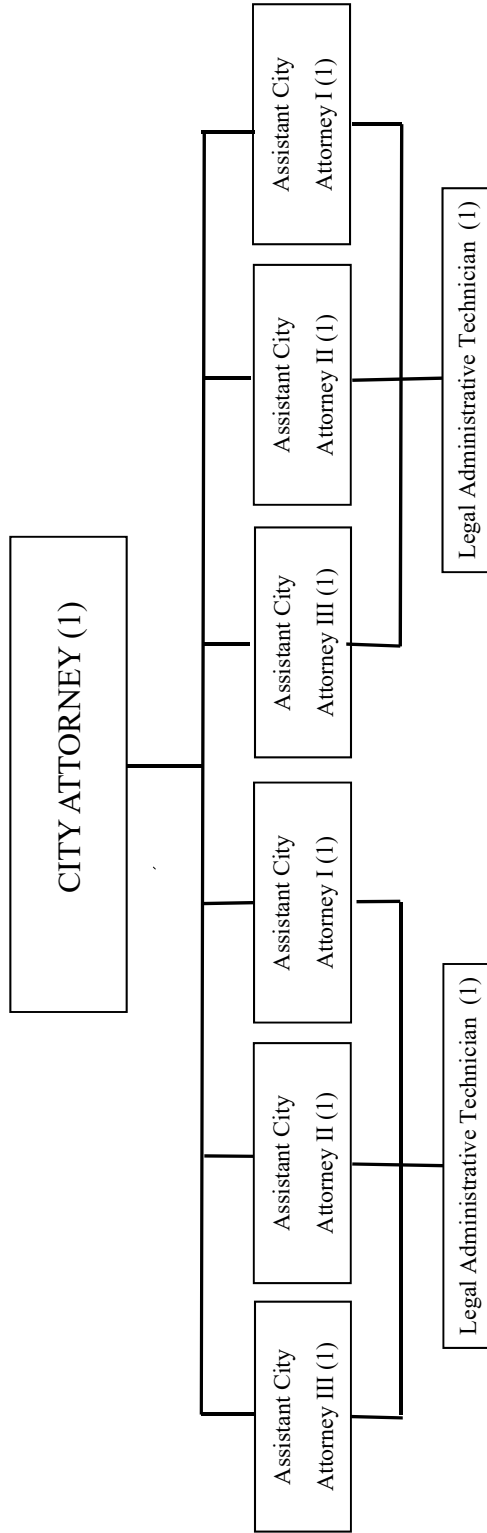 CITY ATTORNEY (1)
Assistant City
Attorney III (1)
Assistant City
Attorney II (1)
Assistant City
Attorney I (1)
Assistant City
Attorney III (1)
Assistant City
Attorney II (1)
Assistant City
Attorney I (1)
Legal Administrative Technician (1)
Legal Administrative Technician (1)